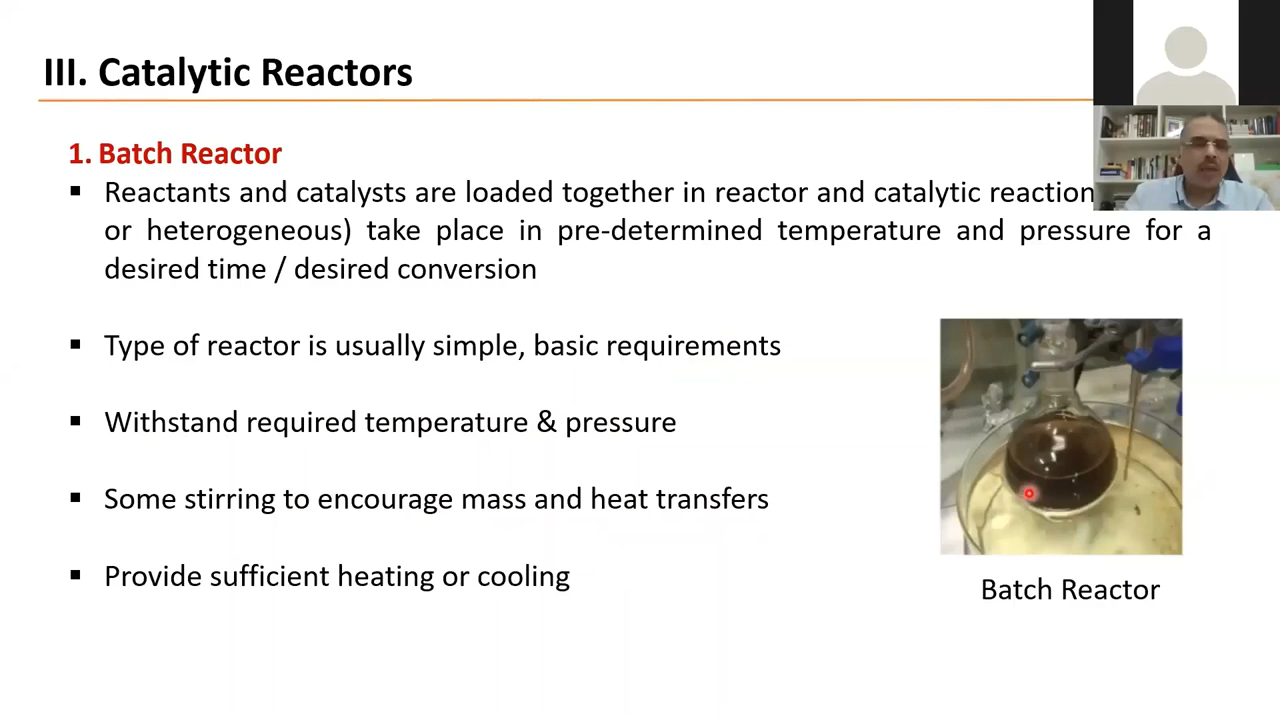 III. Catalytic Reactors
1. Batch Reactor
▪ Reactants and catalysts are loaded together in reactor and catalytic reaction
or heterogeneous) take place in pre-determined temperature and pressure for a
desired time / desired conversion
▪ Type of reactor is usually simple, basic requirements
▪ Withstand required temperature & pressure
▪ Some stirring to encourage mass and heat transfers
▪ Provide sufficient heating or cooling
Batch Reactor